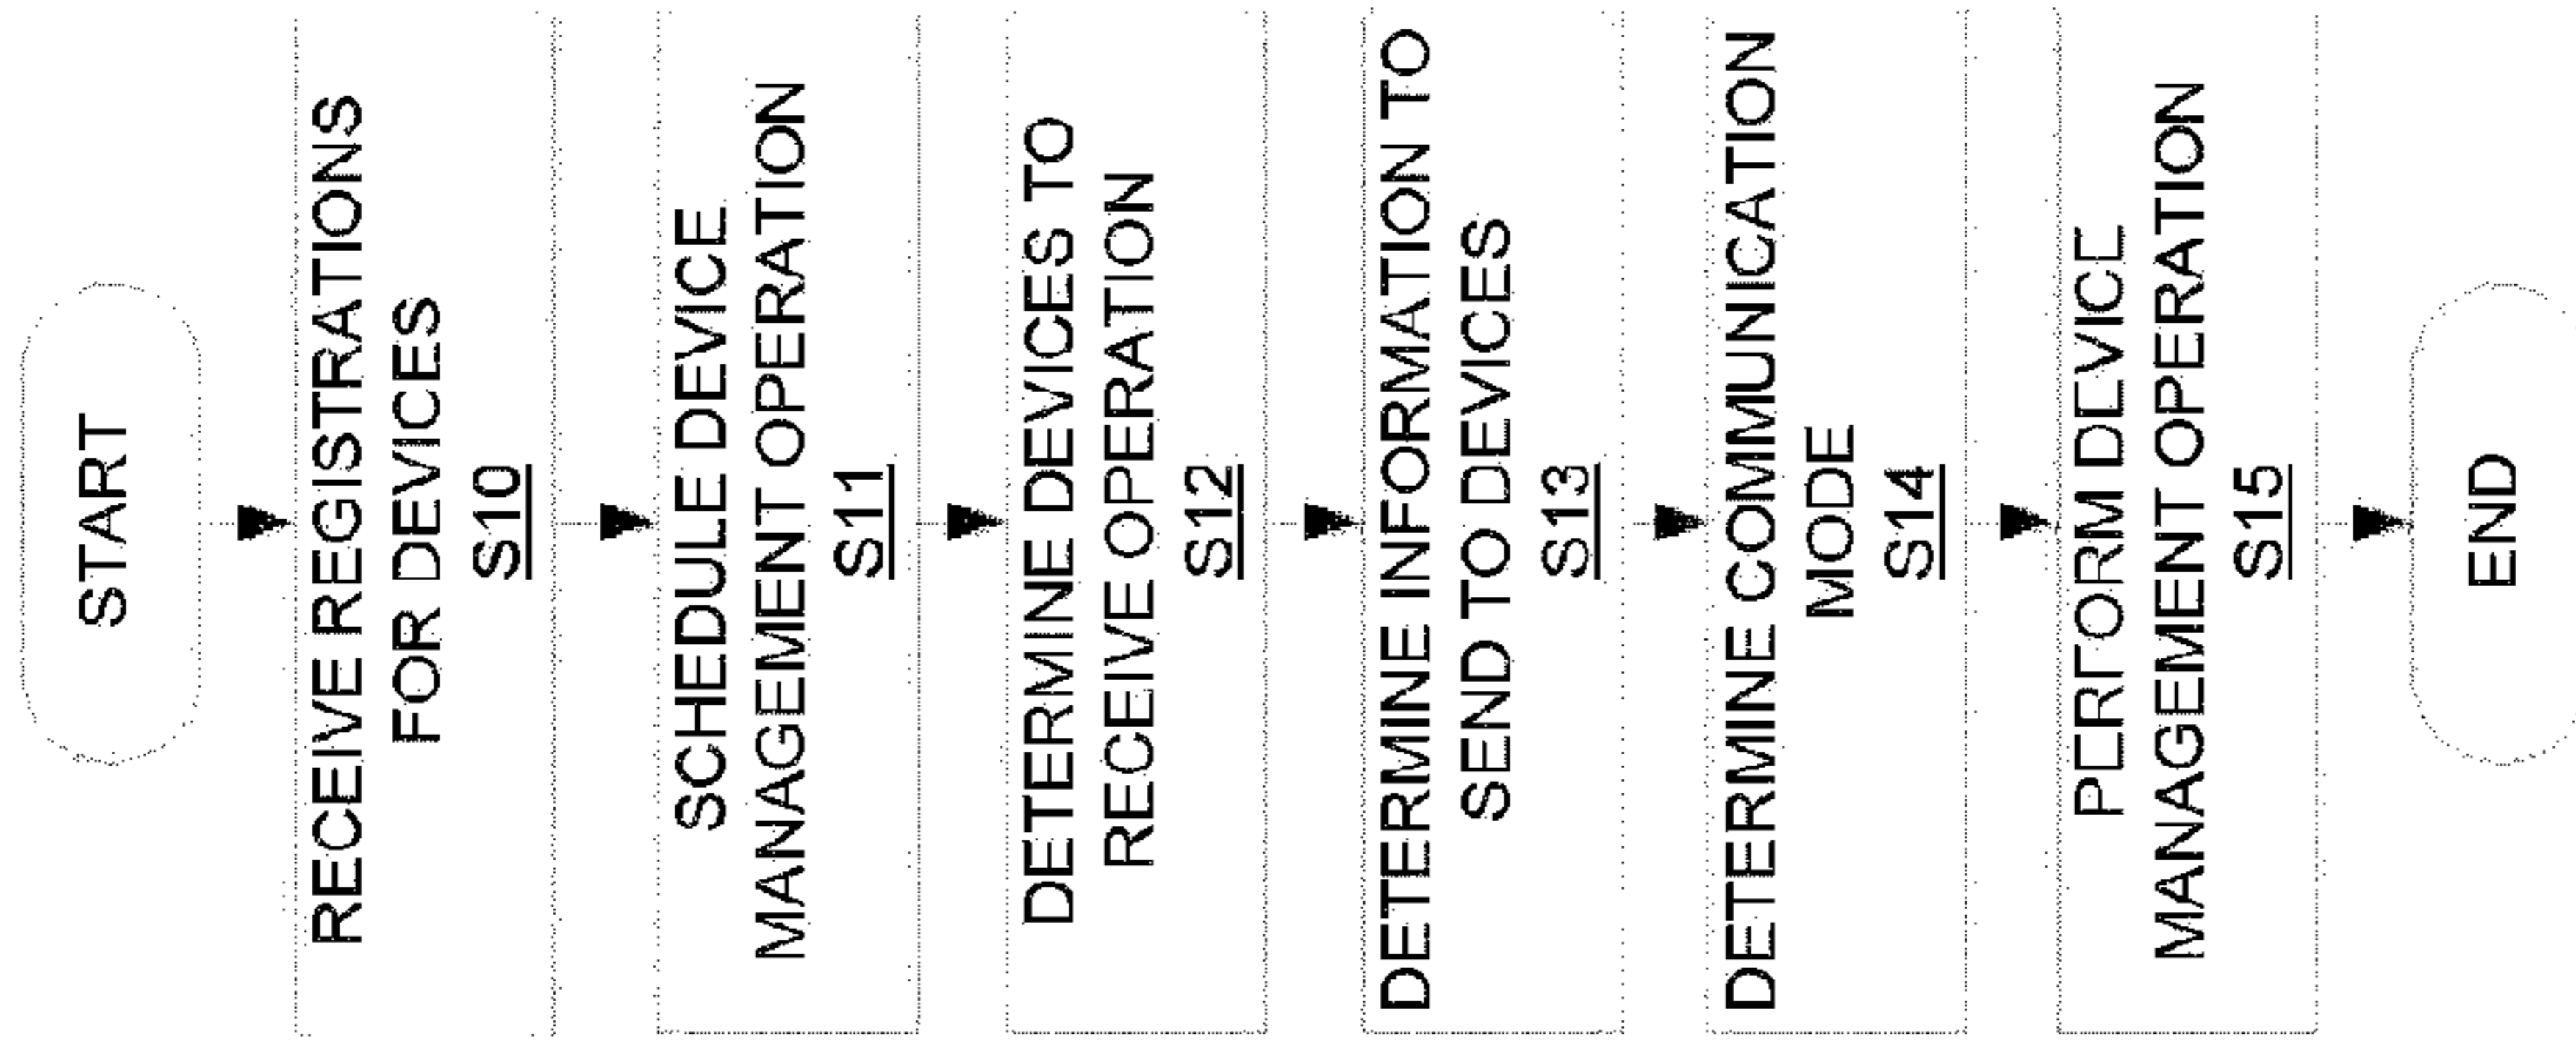 START
RECEIVE REGISTRATIONS
FOR DEVICES
S10
SCHEDULE DEVICE
MANAGEMENT OPERATION
S11
DETERMINE DEVICES TO
RECEIVE OPERATION
S12
DETERMINE INFORMATION TO
SEND TO DEVICES
S13
DETERMINE COMMUNICATION
MODE
S14
PERFORM DEVICE
MANAGEMENT OPERATION
S15
END